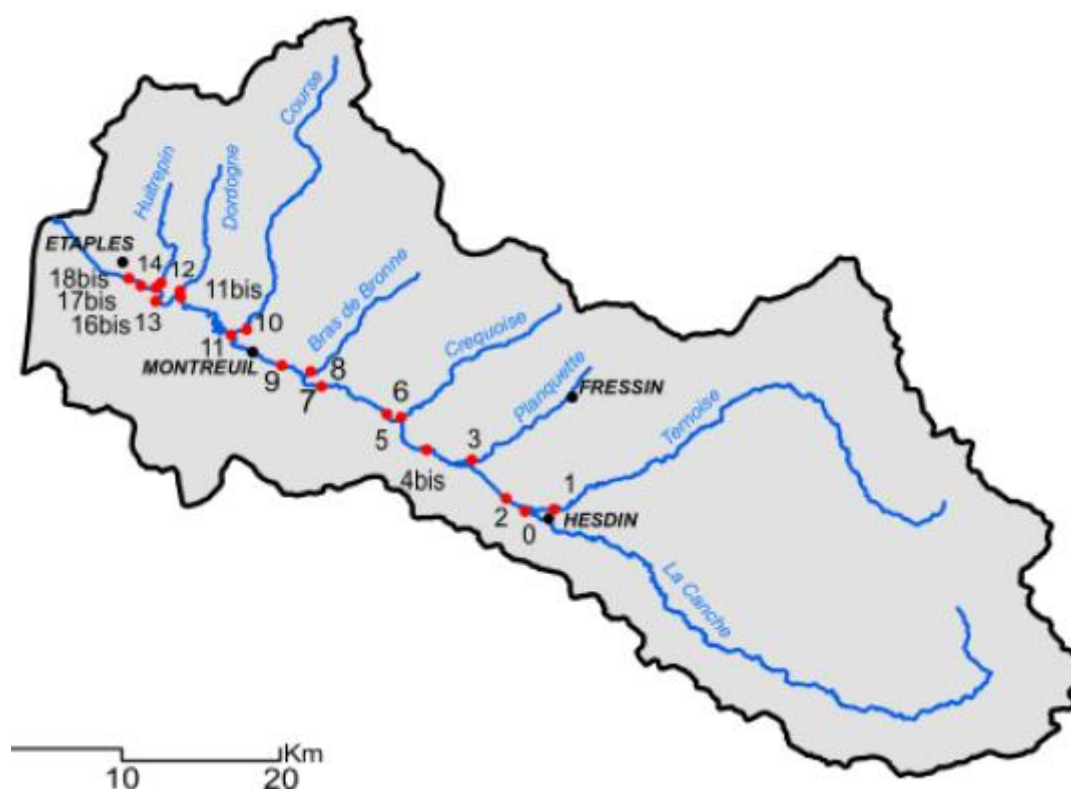 Course
Huitrepin
Dordogne
ETAPLES
14
12
18bis
11bis
17bis
16bis
13
10
11
Bras de Bronne
MONTREUIL
9
8
7
Crequoise
6
5
Planquette
FRESSIN
3
4bis
Ternoise
1
2
0
HESDIN
La Canche
Km
10
20